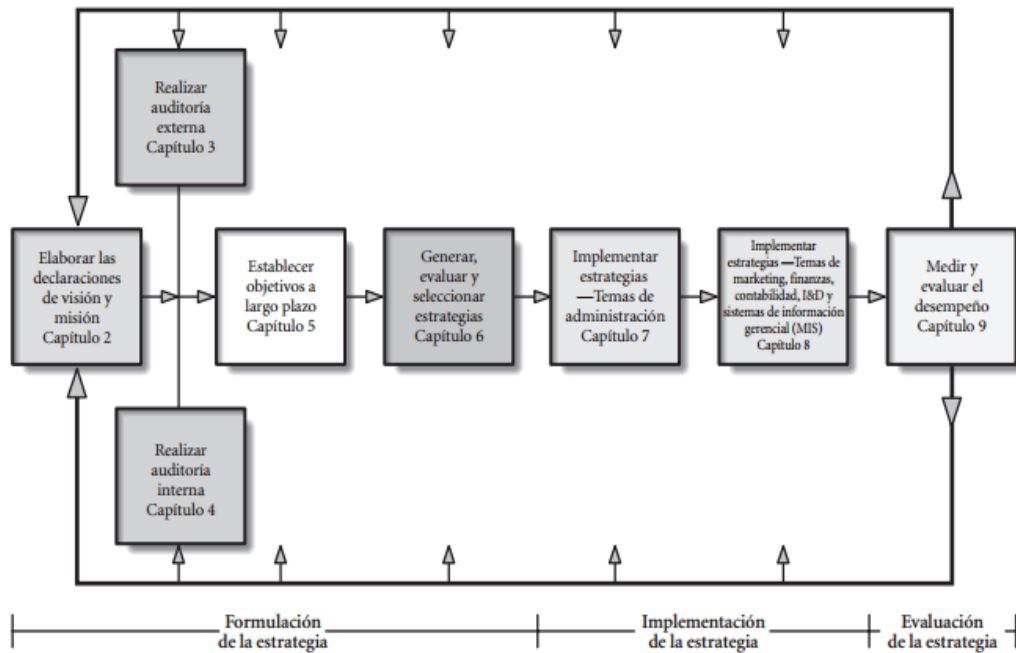 Realizar
auditoría
externa
Capítulo 3
Elaborar las
declaraciones
de visión y
misión
Capítulo 2
Establecer
objetivos a
largo plazo
Capítulo 5
Generar,
evaluar y
seleccionar
estrategias
Capítulo 6
Implementar
estrategias
—Temas de
administración
Capítulo 7
Implementar
estrategias —Temas de
marketing, finanzas,
contabilidad, I&D y
sistemas de información
gerencial (MIS)
Capítulo 8
Medir y
evaluar el
desempeño
Capítulo 9
Realizar
auditoría
interna
Capítulo 4
Formulación
de la estrategia
Implementación
de la estrategia
Evaluación
de la estrategia